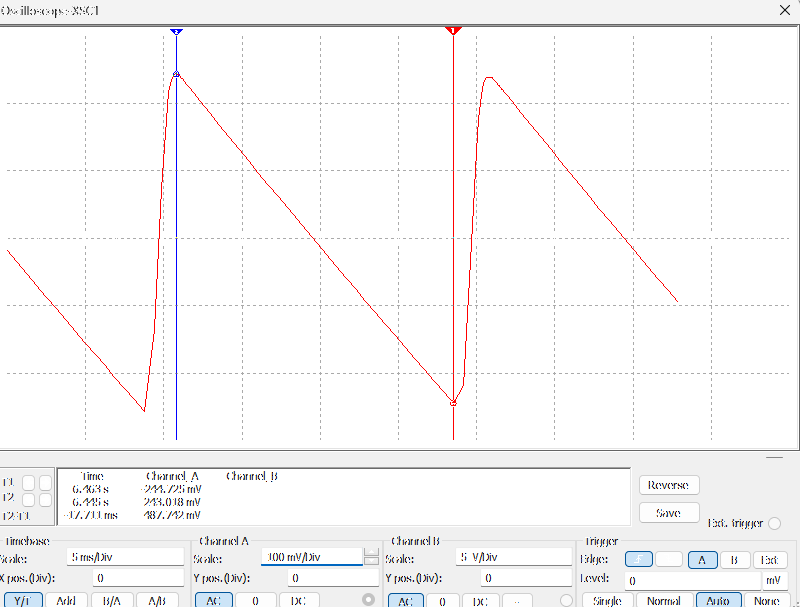 Oscilloscope-XSC1
2
1
Time Channel_A Channel_B
T1 6.463 s -244.725 mV
T2 6.445 s 243.018 mV
T2-T1 ms 487.742 mV
Reverse
Save
Ext. Trigger
Timebase
Scale: 5 ms/Div
X pos.(Div): 0
Y/T Add B/A A/B
Channel A
Scale: 100 mV/Div
Y pos.(Div): 0
AC 0 DC
Channel B
Scale: 5 V/Div
Y pos.(Div): 0
AC 0 DC -
Trigger
Edge: A B Ext
Level: 0 mV
Single Normal Auto None